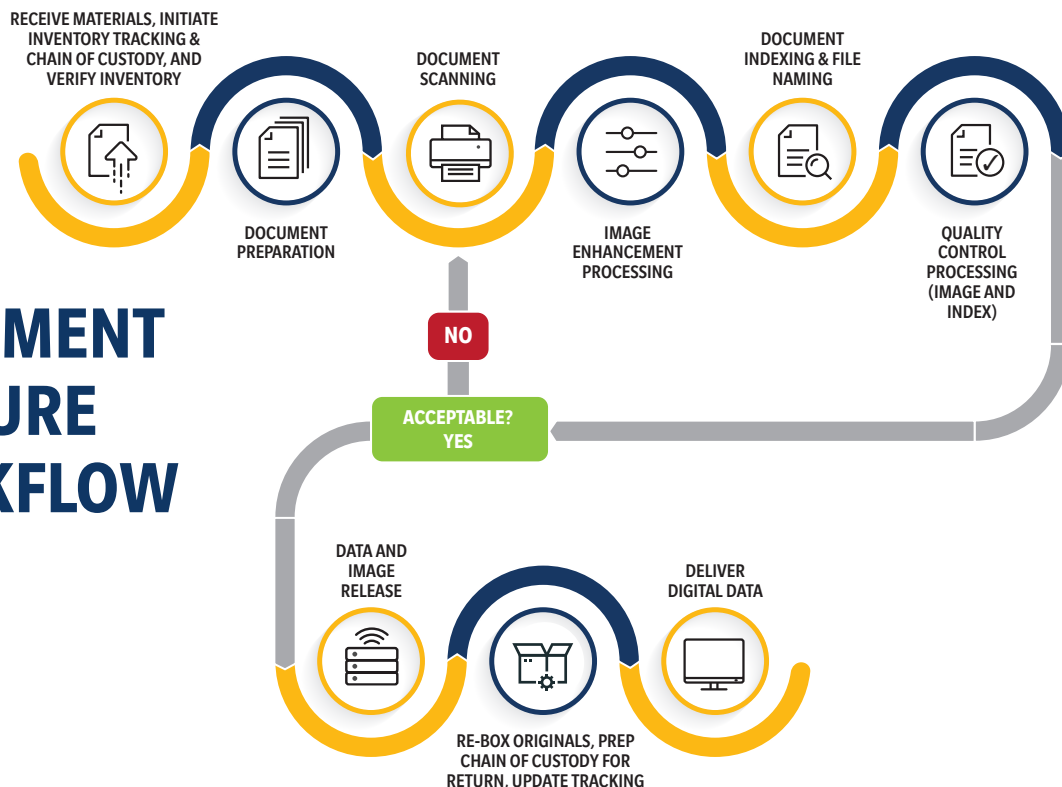 RECEIVE MATERIALS, INITIATE
INVENTORY TRACKING &
CHAIN OF CUSTODY, AND
VERIFY INVENTORY
DOCUMENT
PREPARATION
DOCUMENT
SCANNING
IMAGE
ENHANCEMENT
PROCESSING
DOCUMENT
INDEXING & FILE
NAMING
QUALITY
CONTROL
PROCESSING
(IMAGE AND
INDEX)
MENT
URE
KFLOW
NO
ACCEPTABLE?
YES
DATA AND
IMAGE
RELEASE
RE-BOX ORIGINALS, PREP
CHAIN OF CUSTODY FOR
RETURN, UPDATE TRACKING
DELIVER
DIGITAL DATA